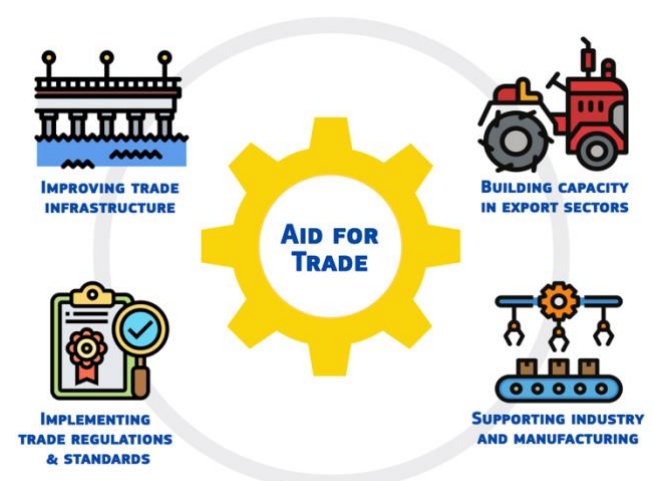 IMPROVING TRADE
INFRASTRUCTURE
BUILDING CAPACITY
IN EXPORT SECTORS
AID FOR
TRADE
IMPLEMENTING
TRADE REGULATIONS
& STANDARDS
SUPPORTING INDUSTRY
AND MANUFACTURING